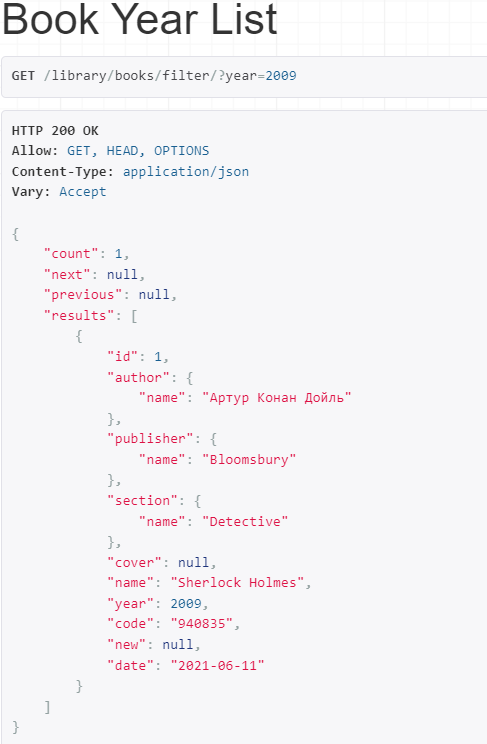 Book Year List
GET /library/books/filter/?year=2009
HTTP 200 OK
Allow: GET, HEAD, OPTIONS
Content-Type: application/json
Vary: Accept
{
    "count": 1,
    "next": null,
    "previous": null,
    "results": [
        {
            "id": 1,
            "author": {
                "name": "Артур Конан Дойль"
            },
            "publisher": {
                "name": "Bloomsbury"
            },
            "section": {
                "name": "Detective"
            },
            "cover": null,
            "name": "Sherlock Holmes",
            "year": 2009,
            "code": "940835",
            "new": null,
            "date": "2021-06-11"
        }
    ]
}